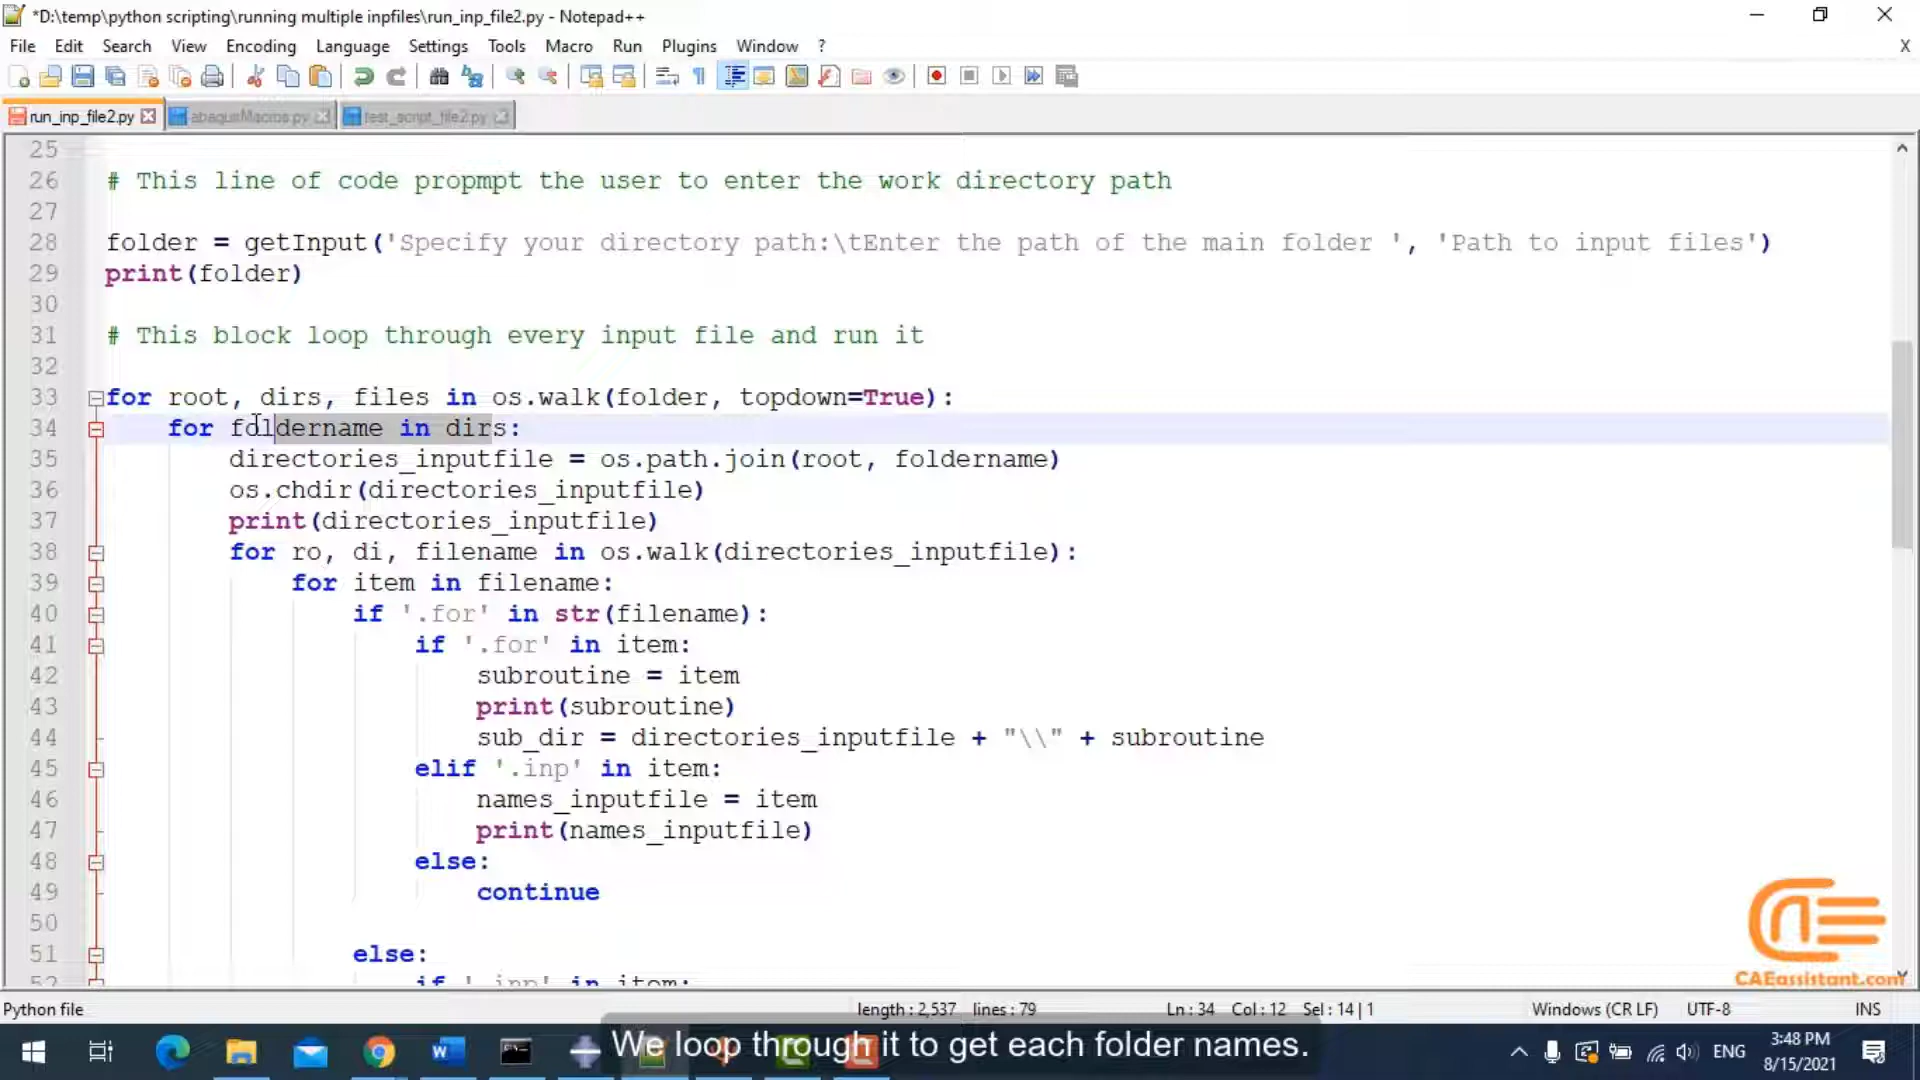 *D:\temp\python scripting\running multiple inpfiles\run_inp_file2.py - Notepad++
File Edit Search View Encoding Language Settings Tools Macro Run Plugins Window ? X
run_inp_file2.py abaqusMacros.py test_script_file2.py
25
26 # This line of code propmpt the user to enter the work directory path
27
28 folder = getInput('Specify your directory path:\tEnter the path of the main folder ', 'Path to input files')
29 print(folder)
30
31 # This block loop through every input file and run it
32
33 for root, dirs, files in os.walk(folder, topdown=True):
34 for foldername in dirs:
35 directories_inputfile = os.path.join(root, foldername)
36 os.chdir(directories_inputfile)
37 print(directories_inputfile)
38 for ro, di, filename in os.walk(directories_inputfile):
39 for item in filename:
40 if '.for' in str(filename):
41 if '.for' in item:
42 subroutine = item
43 print(subroutine)
44 sub_dir = directories_inputfile + "\\" + subroutine
45 elif '.inp' in item:
46 names_inputfile = item
47 print(names_inputfile)
48 else:
49 continue
50
51 else:
52 if '.inp' in item:
CAEassistant.com
Python file length : 2,537 lines : 79 Ln : 34 Col : 12 Sel : 14 | 1 Windows (CR LF) UTF-8 INS
We loop through it to get each folder names.
ENG 3:48 PM
8/15/2021